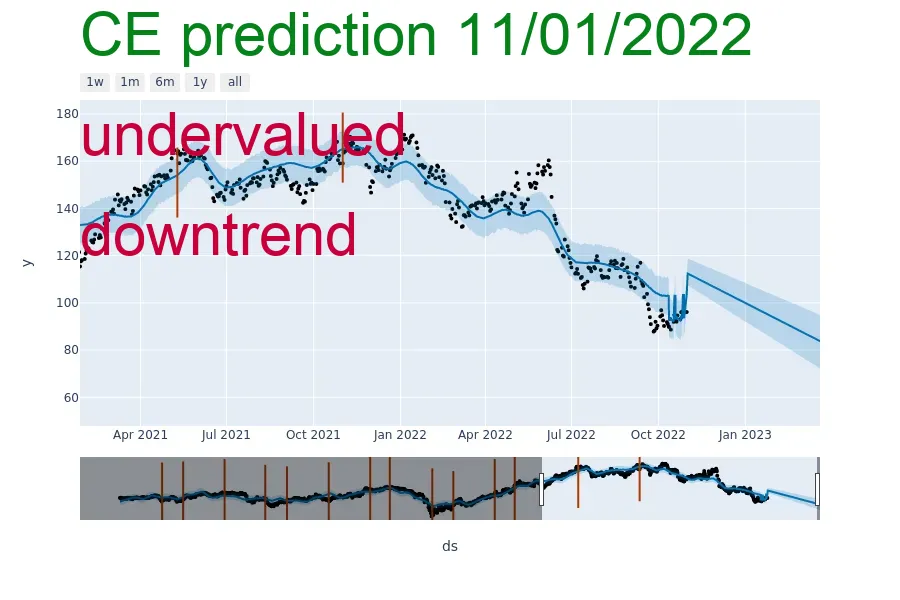 CE prediction 11/01/2022
1w 1m 6m 1y all
180
undervalued
160
140
downtrend
120
y
100
80
60
Apr 2021 Jul 2021 Oct 2021 Jan 2022 Apr 2022 Jul 2022 Oct 2022 Jan 2023
ds